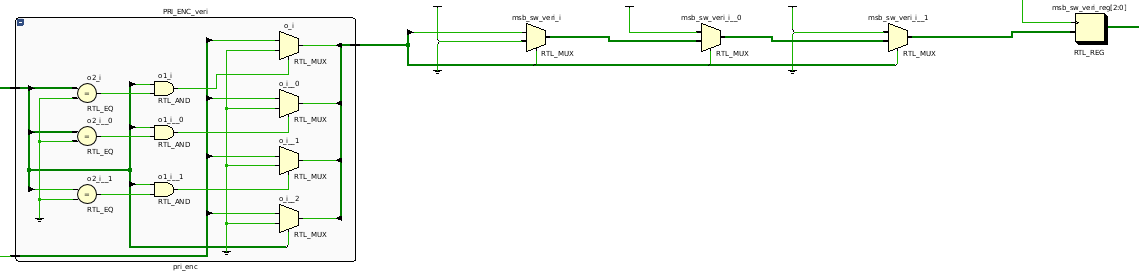 PRI_ENC_veri
o_i
RTL_MUX
o_i__0
RTL_MUX
o_i__1
RTL_MUX
o_i__2
RTL_MUX
o2_i
=
RTL_EQ
o2_i__0
=
RTL_EQ
o2_i__1
=
RTL_EQ
o1_i
RTL_AND
o1_i__0
RTL_AND
o1_i__1
RTL_AND
pri_enc
msb_sw_veri_i
RTL_MUX
msb_sw_veri_i__0
RTL_MUX
msb_sw_veri_i__1
RTL_MUX
msb_sw_veri_reg[2:0]
RTL_REG